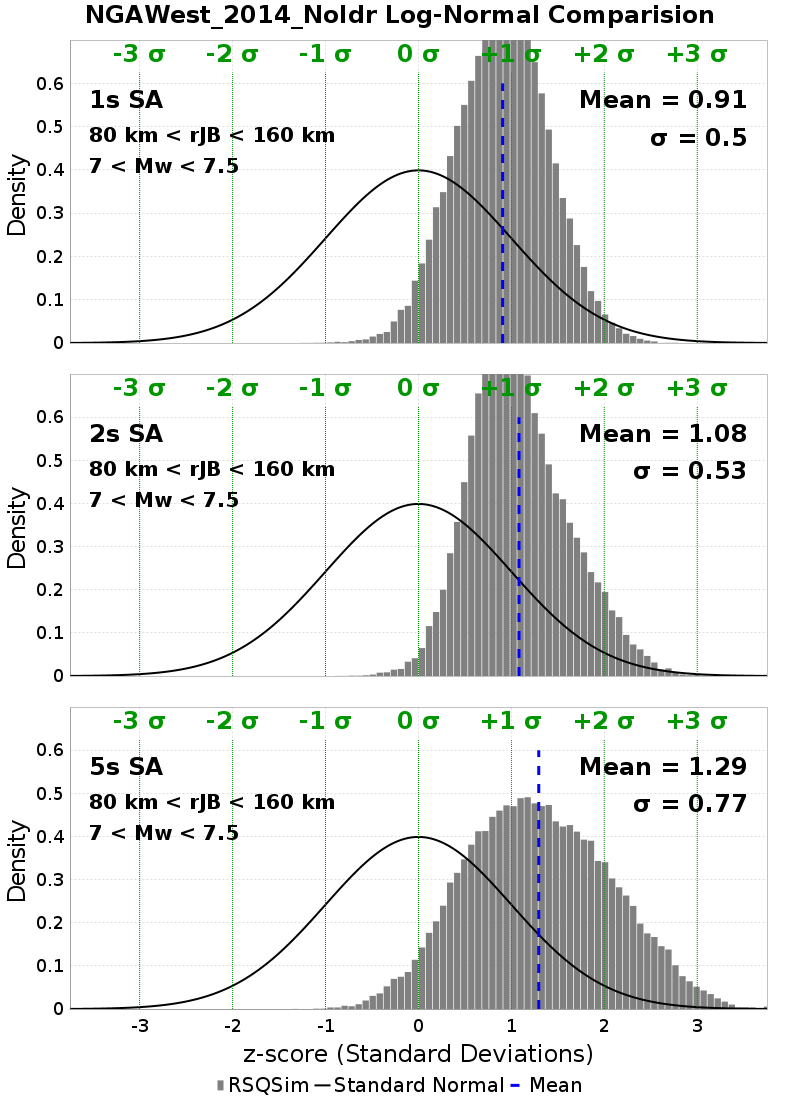 NGAWest_2014_NoIdr Log-Normal Comparision
-3 σ -2 σ -1 σ 0 σ +1 σ +2 σ +3 σ
1s SA
80 km < rJB < 160 km
7 < Mw < 7.5
Mean = 0.91
σ = 0.5
Density
0.6
0.5
0.4
0.3
0.2
0.1
0
-3 σ -2 σ -1 σ 0 σ +1 σ +2 σ +3 σ
2s SA
80 km < rJB < 160 km
7 < Mw < 7.5
Mean = 1.08
σ = 0.53
Density
0.6
0.5
0.4
0.3
0.2
0.1
0
-3 σ -2 σ -1 σ 0 σ +1 σ +2 σ +3 σ
5s SA
80 km < rJB < 160 km
7 < Mw < 7.5
Mean = 1.29
σ = 0.77
Density
0.6
0.5
0.4
0.3
0.2
0.1
0
-3 -2 -1 0 1 2 3
z-score (Standard Deviations)
RSQSim Standard Normal Mean